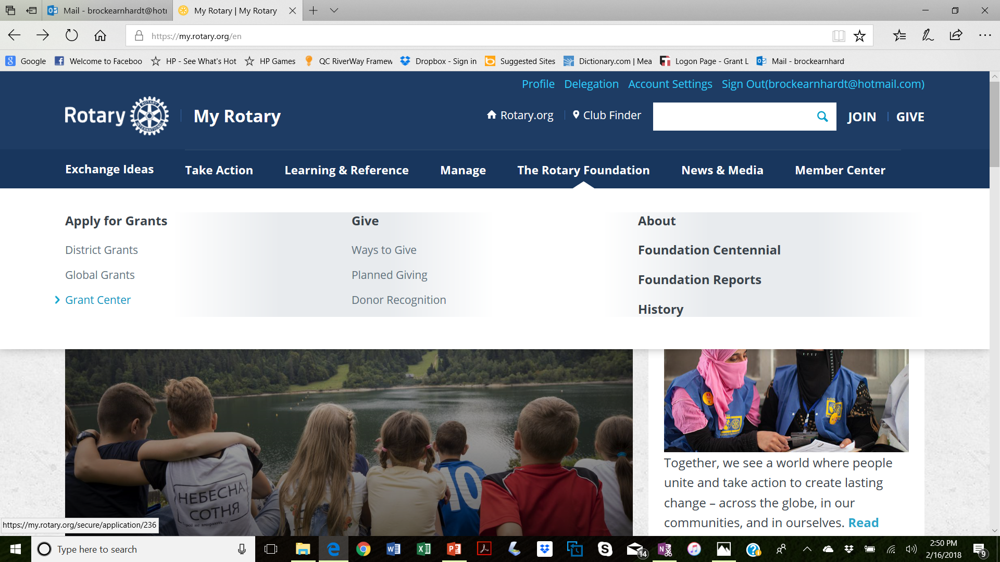 Mail - brockearnhardt@hotr
My Rotary | My Rotary
https://my.rotary.org/en
Google
Welcome to Faceboo
HP - See What's Hot
HP Games
QC RiverWay Framew
Dropbox - Sign in
Suggested Sites
Dictionary.com | Mea
Logon Page - Grant L
Mail - brockearnhard
Profile Delegation Account Settings Sign Out(brockearnhardt@hotmail.com)
Rotary
ROTARY INTERNATIONAL
My Rotary
Rotary.org
Club Finder
JOIN
GIVE
Exchange Ideas
Take Action
Learning & Reference
Manage
The Rotary Foundation
News & Media
Member Center
Apply for Grants
District Grants
Global Grants
Grant Center
Give
Ways to Give
Planned Giving
Donor Recognition
About
Foundation Centennial
Foundation Reports
History
НЕБЕСНА
СОТНЯ
10
Together, we see a world where people
unite and take action to create lasting
change – across the globe, in our
communities, and in ourselves. Read
https://my.rotary.org/secure/application/236
Type here to search
14
2:50 PM
2/16/2018
9